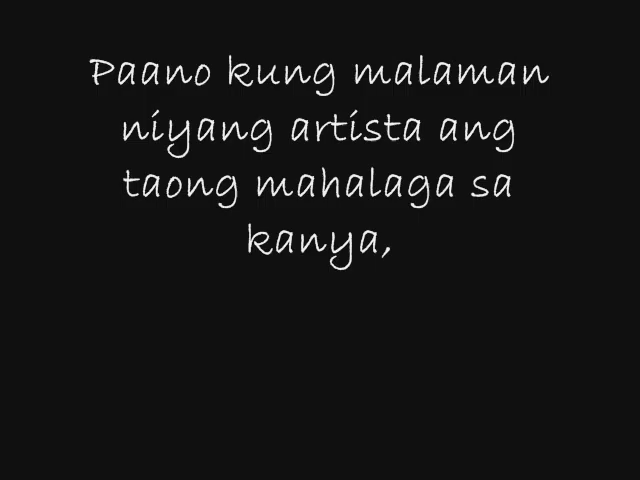 Paano kung malaman
niyang artista ang
taong mahalaga sa
kanya,